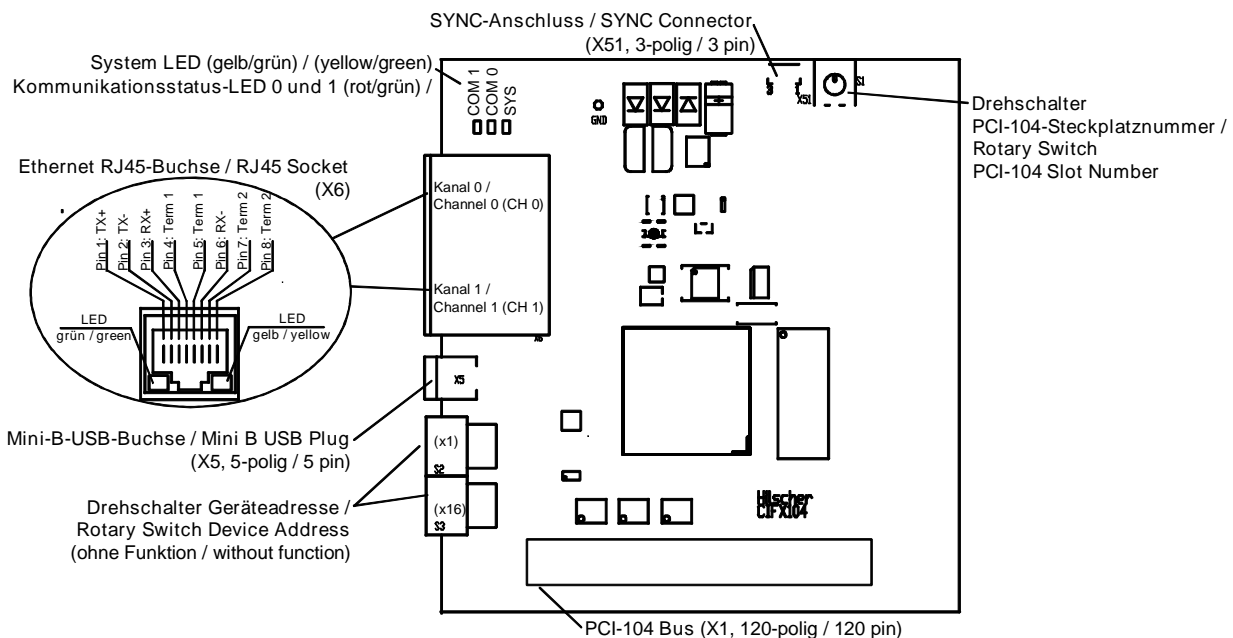 SYNC-Anschluss / SYNC Connector
(X51, 3-polig / 3 pin)
System LED (gelb/grün) / (yellow/green)
Kommunikationsstatus-LED 0 und 1 (rot/grün) /
COM 1
COM 0
SYS
GND
X51
S1
Drehschalter
PCI-104-Steckplatznummer /
Rotary Switch
PCI-104 Slot Number
Ethernet RJ45-Buchse / RJ45 Socket
(X6)
Pin 1: TX+
Pin 2: TX-
Pin 3: RX+
Pin 4: Term 1
Pin 5: Term 1
Pin 6: RX-
Pin 7: Term 2
Pin 8: Term 2
LED
grün / green
LED
gelb / yellow
Kanal 0 /
Channel 0 (CH 0)
Kanal 1 /
Channel 1 (CH 1)
X6
X5
Mini-B-USB-Buchse / Mini B USB Plug
(X5, 5-polig / 5 pin)
(x1)
S2
(x16)
S3
Drehschalter Geräteadresse /
Rotary Switch Device Address
(ohne Funktion / without function)
Hilscher
CIFX104
PCI-104 Bus (X1, 120-polig / 120 pin)